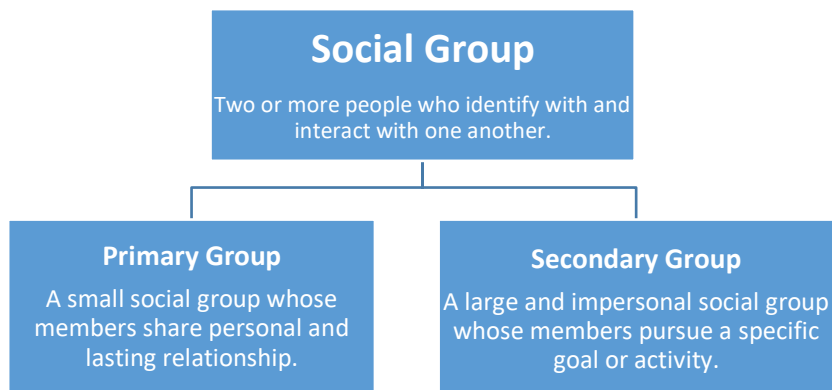 Social Group
Two or more people who identify with and
interact with one another.
Primary Group
A small social group whose
members share personal and
lasting relationship.
Secondary Group
A large and impersonal social group
whose members pursue a specific
goal or activity.